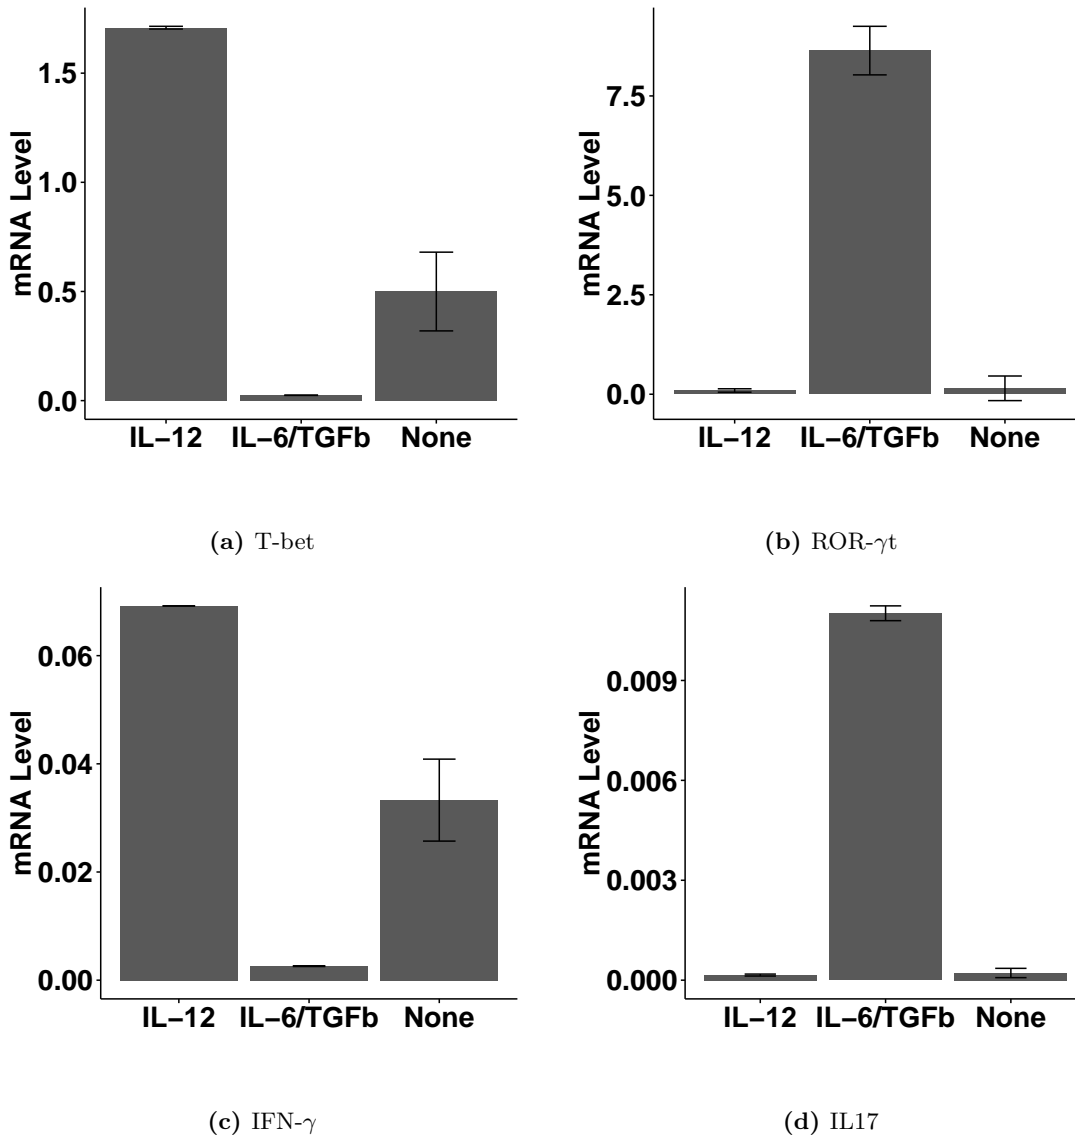 mRNA Level
1.5
1.0
0.5
0.0
IL−12 IL−6/TGFb None
(a) T-bet
mRNA Level
7.5
5.0
2.5
0.0
IL−12 IL−6/TGFb None
(b) ROR-γt
mRNA Level
0.06
0.04
0.02
0.00
IL−12 IL−6/TGFb None
(c) IFN-γ
mRNA Level
0.009
0.006
0.003
0.000
IL−12 IL−6/TGFb None
(d) IL17